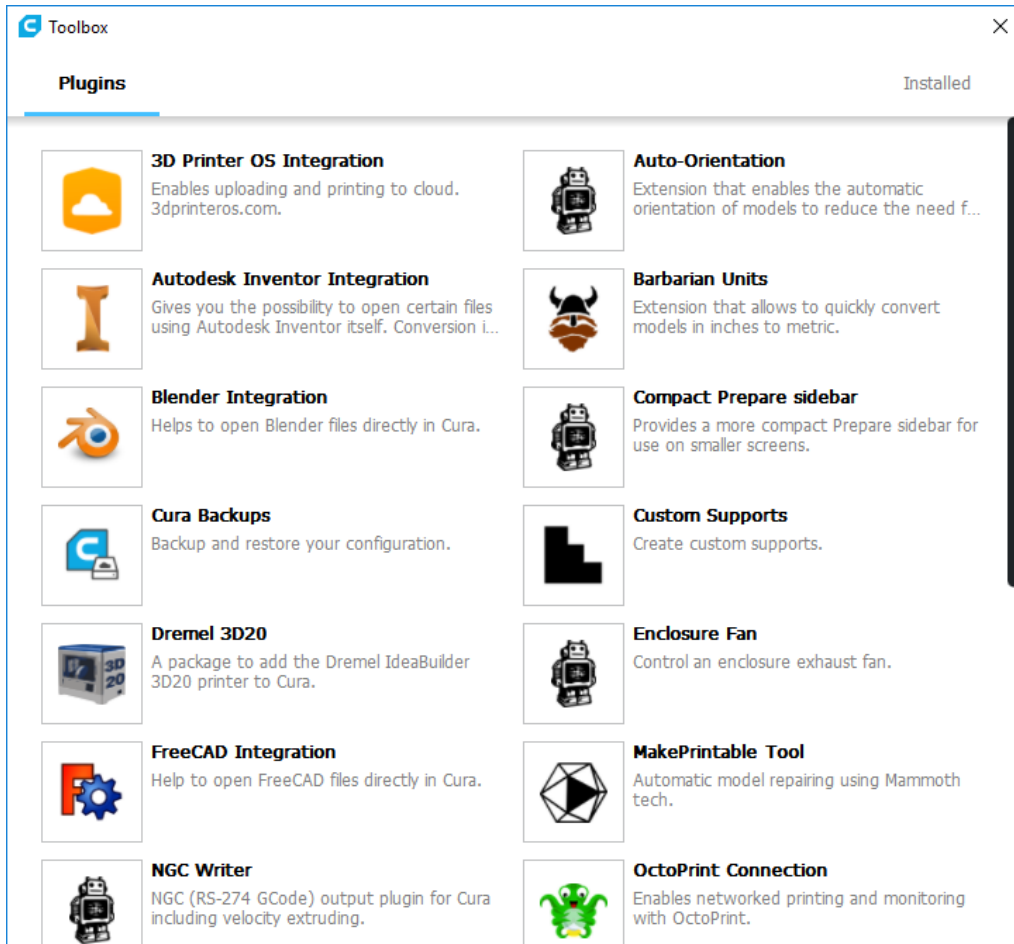 Toolbox
Plugins
Installed
3D Printer OS Integration
Enables uploading and printing to cloud.
3dprinteros.com.
Auto-Orientation
Extension that enables the automatic
orientation of models to reduce the need f...
Autodesk Inventor Integration
Gives you the possibility to open certain files
using Autodesk Inventor itself. Conversion i...
Barbarian Units
Extension that allows to quickly convert
models in inches to metric.
Blender Integration
Helps to open Blender files directly in Cura.
Compact Prepare sidebar
Provides a more compact Prepare sidebar for
use on smaller screens.
Cura Backups
Backup and restore your configuration.
Custom Supports
Create custom supports.
3D
20
Dremel 3D20
A package to add the Dremel IdeaBuilder
3D20 printer to Cura.
Enclosure Fan
Control an enclosure exhaust fan.
FreeCAD Integration
Help to open FreeCAD files directly in Cura.
MakePrintable Tool
Automatic model repairing using Mammoth
tech.
NGC Writer
NGC (RS-274 GCode) output plugin for Cura
including velocity extruding.
OctoPrint Connection
Enables networked printing and monitoring
with OctoPrint.